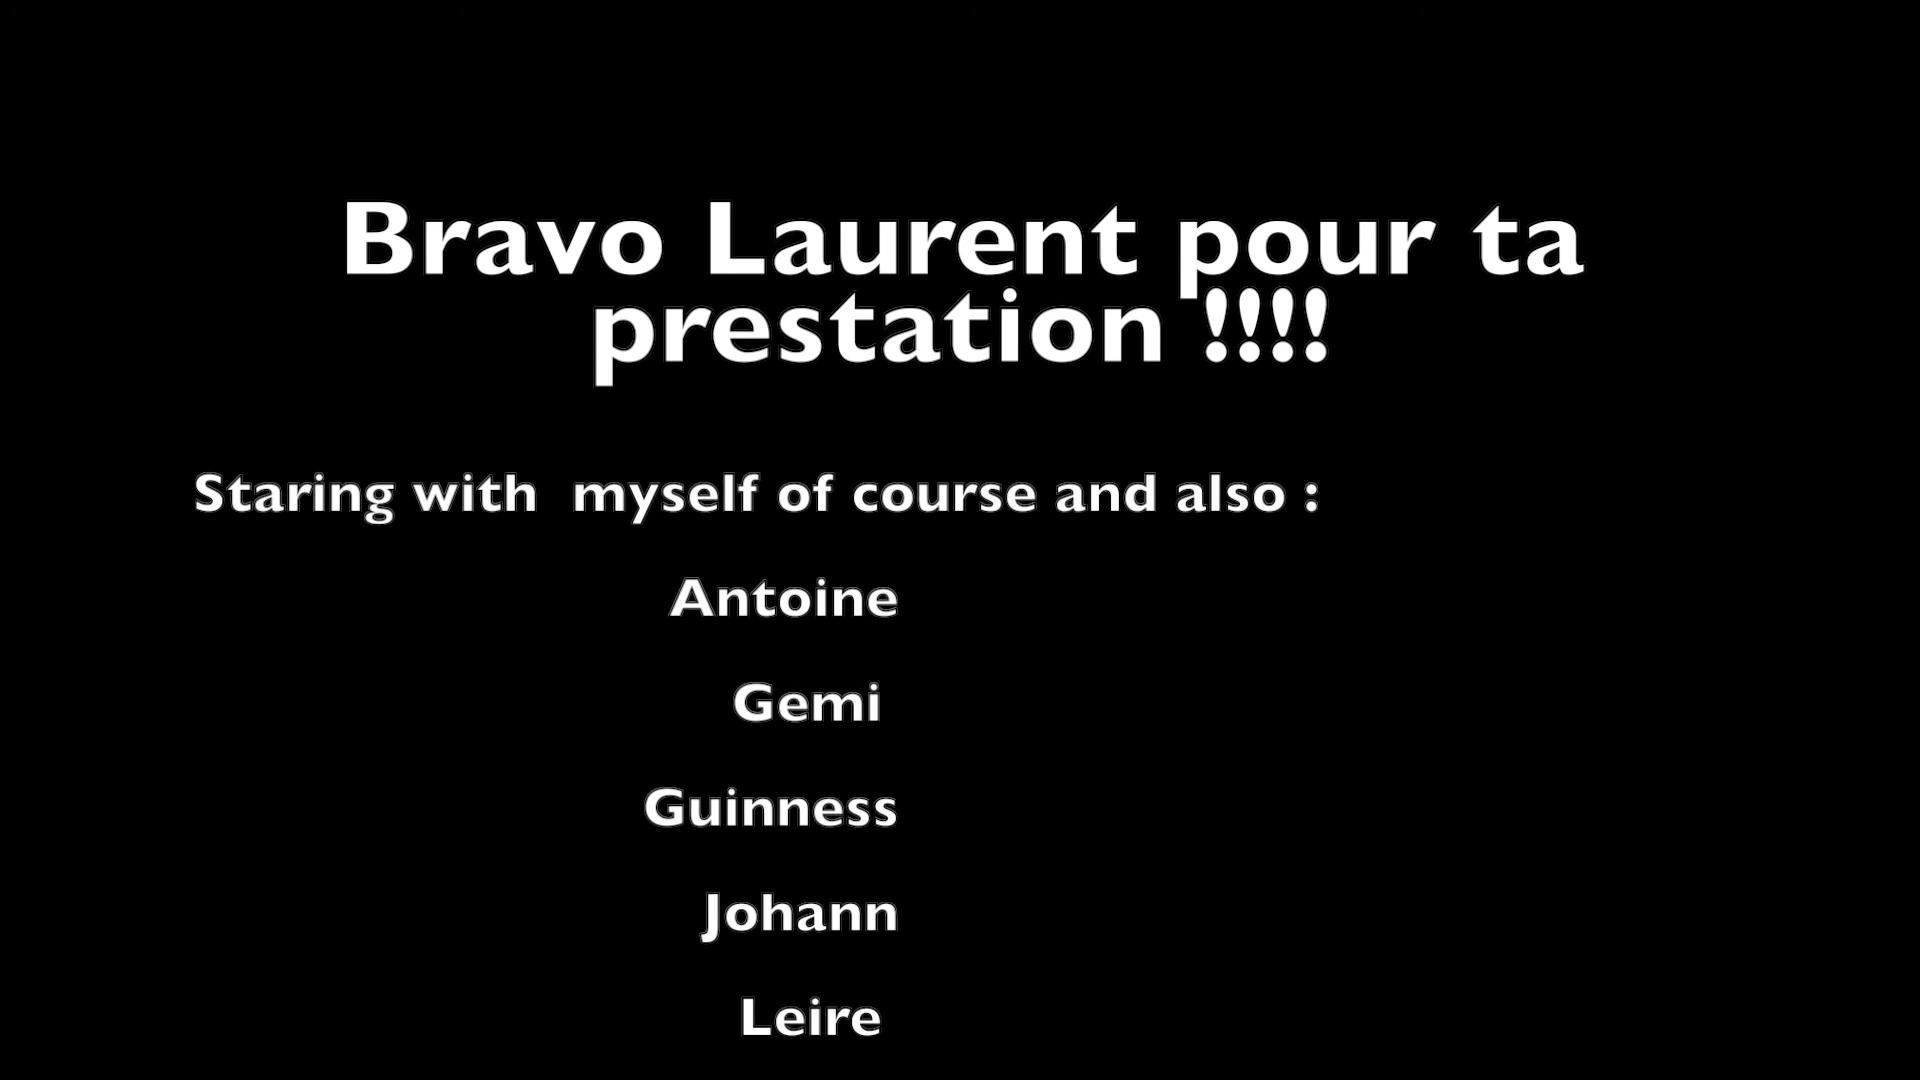 Bravo Laurent pour ta
prestation !!!!
Staring with  myself of course and also :
Antoine
Gemi
Guinness
Johann
Leire